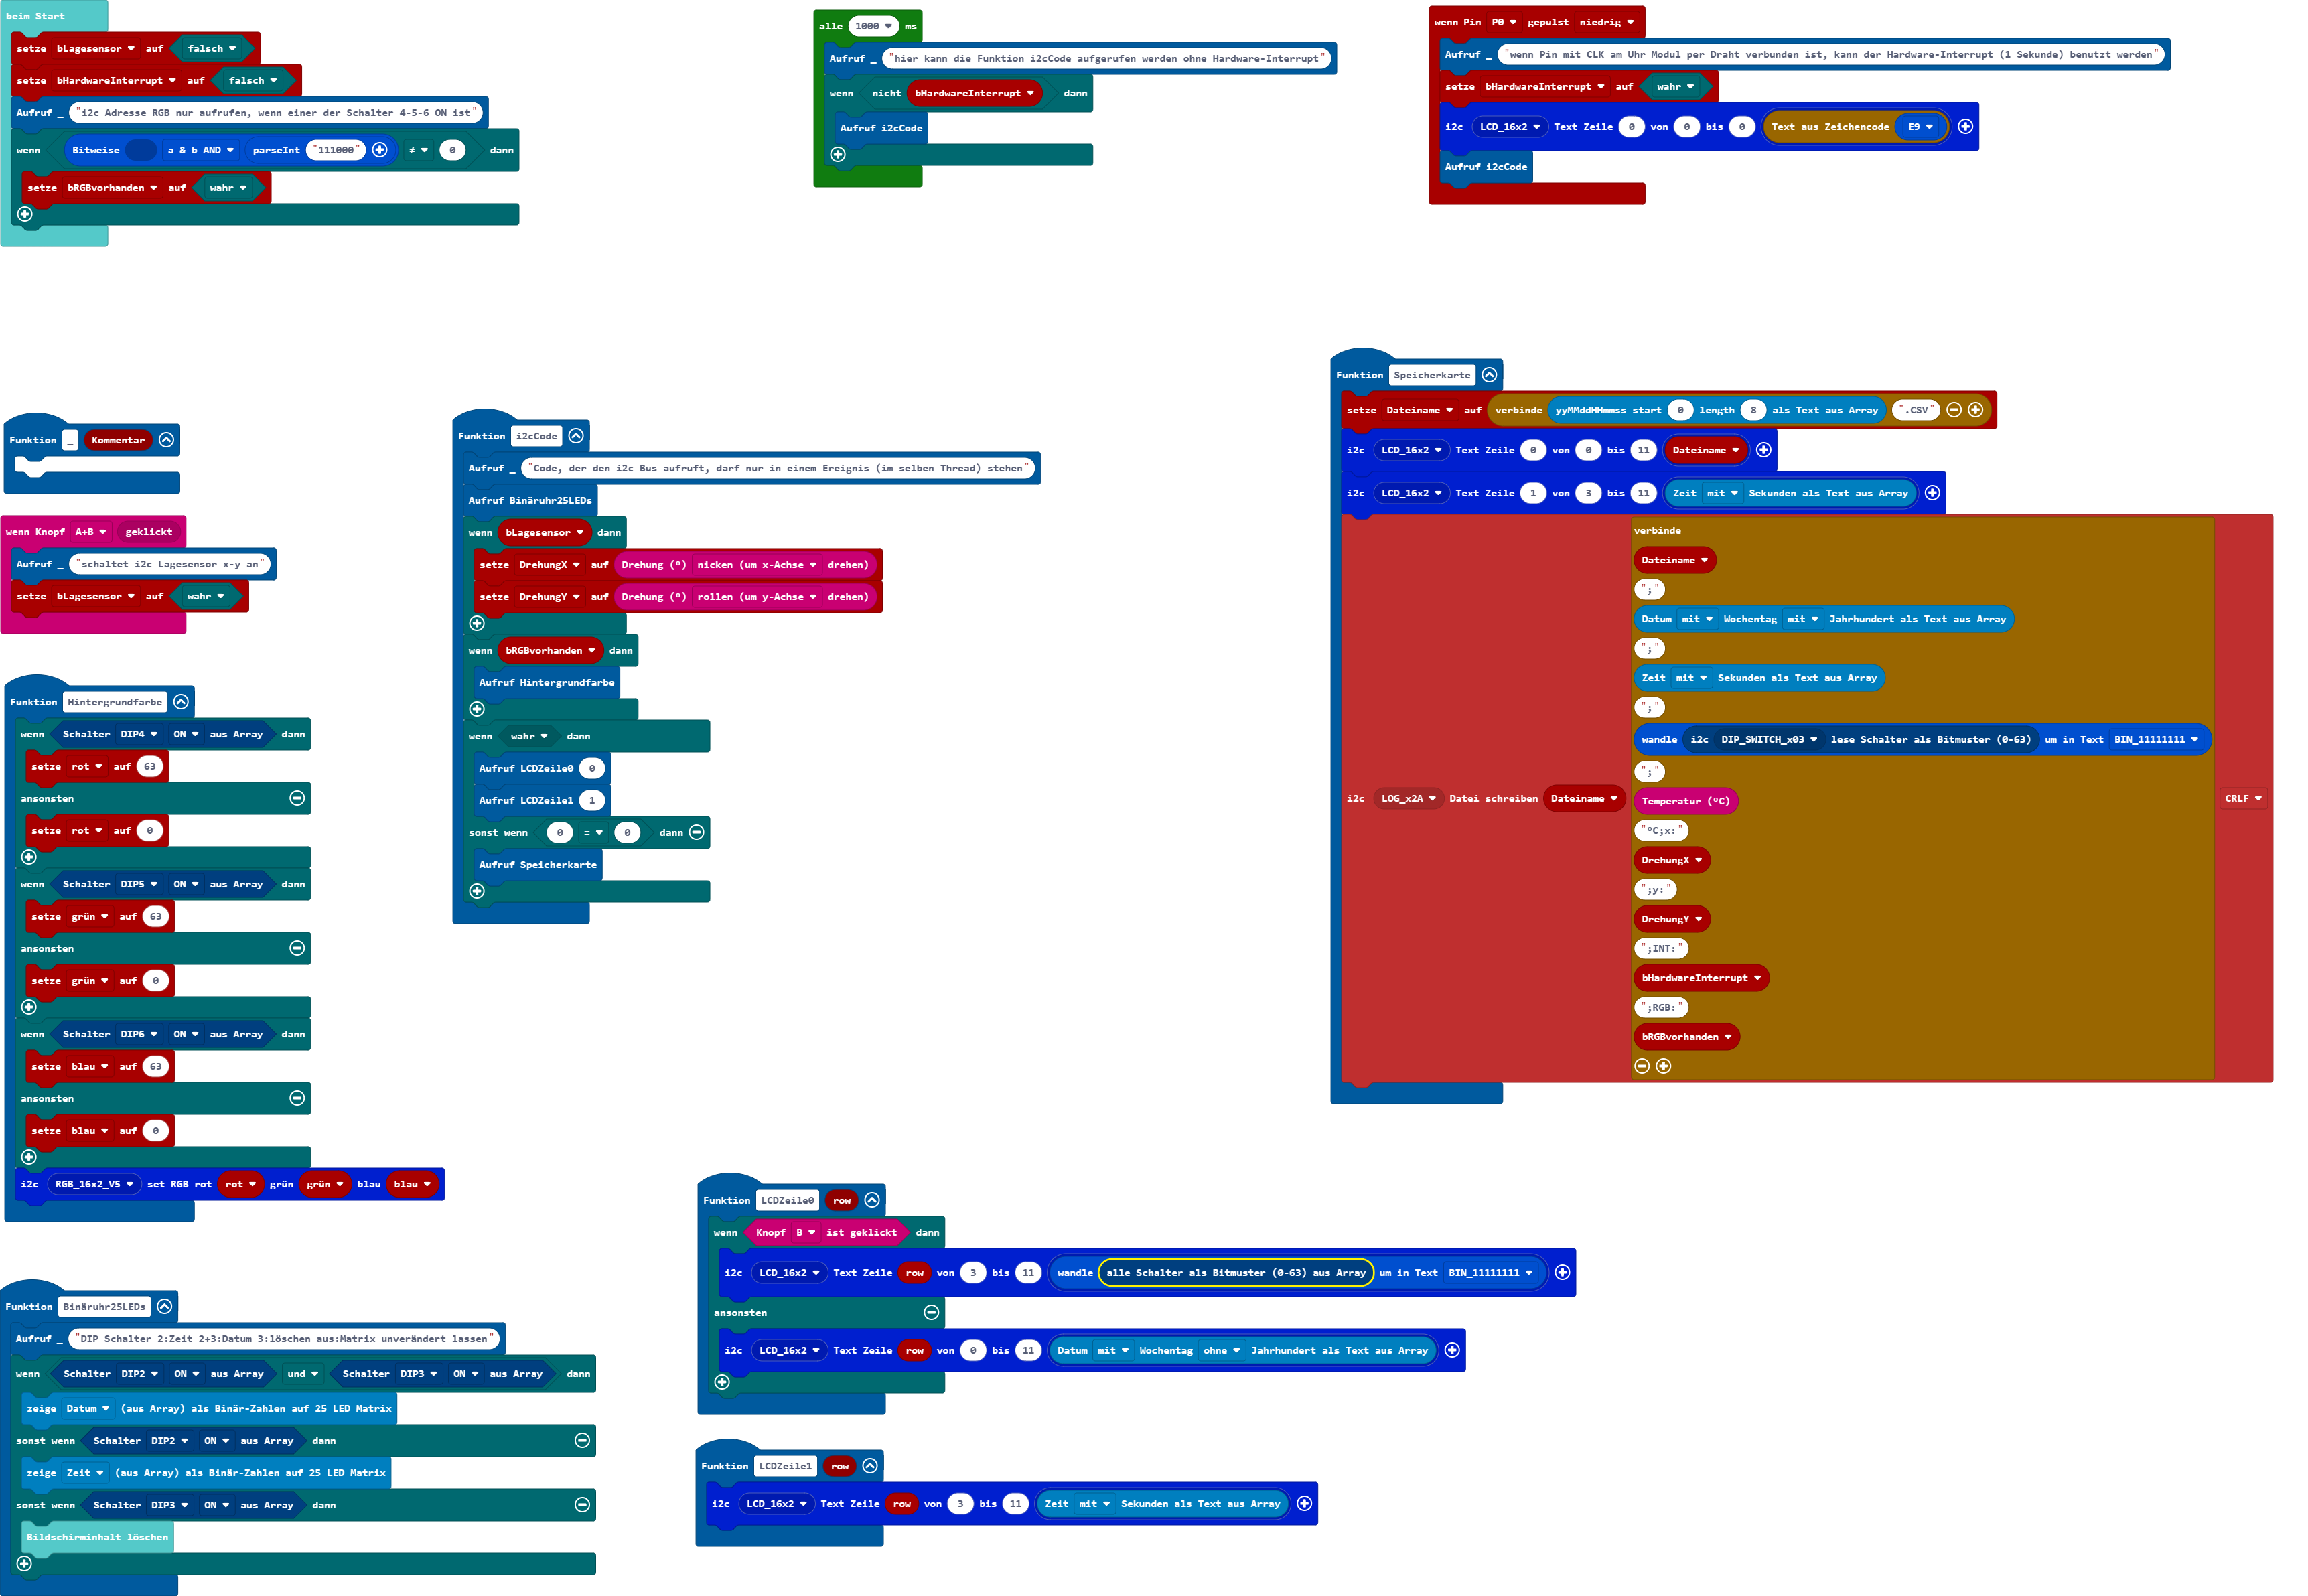 beim Start
setze bLagesensor auf falsch
setze bHardwareInterrupt auf falsch
Aufruf _ "i2c Adresse RGB nur aufrufen, wenn einer der Schalter 4-5-6 ON ist"
wenn Bitweise a & b AND parseInt "111000" ≠ 0 dann
setze bRGBvorhanden auf wahr
alle 1000 ms
Aufruf _ "hier kann die Funktion i2cCode aufgerufen werden ohne Hardware-Interrupt"
wenn nicht bHardwareInterrupt dann
Aufruf i2cCode
wenn Pin P0 gepulst niedrig
Aufruf _ "wenn Pin mit CLK am Uhr Modul per Draht verbunden ist, kann der Hardware-Interrupt (1 Sekunde) benutzt werden"
setze bHardwareInterrupt auf wahr
i2c LCD_16x2 Text Zeile 0 von 0 bis 0 Text aus Zeichencode E9
Aufruf i2cCode
Funktion _ Kommentar
wenn Knopf A+B geklickt
Aufruf _ "schaltet i2c Lagesensor x-y an"
setze bLagesensor auf wahr
Funktion Hintergrundfarbe
wenn Schalter DIP4 ON aus Array dann
setze rot auf 63
ansonsten
setze rot auf 0
wenn Schalter DIP5 ON aus Array dann
setze grün auf 63
ansonsten
setze grün auf 0
wenn Schalter DIP6 ON aus Array dann
setze blau auf 63
ansonsten
setze blau auf 0
i2c RGB_16x2_V5 set RGB rot rot grün grün blau blau
Funktion Binäruhr25LEDs
Aufruf _ "DIP Schalter 2:Zeit 2+3:Datum 3:löschen aus:Matrix unverändert lassen"
wenn Schalter DIP2 ON aus Array und Schalter DIP3 ON aus Array dann
zeige Datum (aus Array) als Binär-Zahlen auf 25 LED Matrix
sonst wenn Schalter DIP2 ON aus Array dann
zeige Zeit (aus Array) als Binär-Zahlen auf 25 LED Matrix
sonst wenn Schalter DIP3 ON aus Array dann
Bildschirminhalt löschen
Funktion i2cCode
Aufruf _ "Code, der den i2c Bus aufruft, darf nur in einem Ereignis (im selben Thread) stehen"
Aufruf Binäruhr25LEDs
wenn bLagesensor dann
setze DrehungX auf Drehung (º) nicken (um x-Achse drehen)
setze DrehungY auf Drehung (º) rollen (um y-Achse drehen)
wenn bRGBvorhanden dann
Aufruf Hintergrundfarbe
wenn wahr dann
Aufruf LCDZeile0 0
Aufruf LCDZeile1 1
sonst wenn 0 = 0 dann
Aufruf Speicherkarte
Funktion Speicherkarte
setze Dateiname auf verbinde yyMMddHHmmss start 0 length 8 als Text aus Array ".CSV"
i2c LCD_16x2 Text Zeile 0 von 0 bis 11 Dateiname
i2c LCD_16x2 Text Zeile 1 von 3 bis 11 Zeit mit Sekunden als Text aus Array
i2c LOG_x2A Datei schreiben Dateiname
verbinde
Dateiname
";"
Datum mit Wochentag mit Jahrhundert als Text aus Array
";"
Zeit mit Sekunden als Text aus Array
";"
wandle i2c DIP_SWITCH_x03 lese Schalter als Bitmuster (0-63) um in Text BIN_11111111
";"
Temperatur (ºC)
"ºC;x:"
DrehungX
";y:"
DrehungY
";INT:"
bHardwareInterrupt
";RGB:"
bRGBvorhanden
CRLF
Funktion LCDZeile0 row
wenn Knopf B ist geklickt dann
i2c LCD_16x2 Text Zeile row von 3 bis 11 wandle alle Schalter als Bitmuster (0-63) aus Array um in Text BIN_11111111
ansonsten
i2c LCD_16x2 Text Zeile row von 0 bis 11 Datum mit Wochentag ohne Jahrhundert als Text aus Array
Funktion LCDZeile1 row
i2c LCD_16x2 Text Zeile row von 3 bis 11 Zeit mit Sekunden als Text aus Array